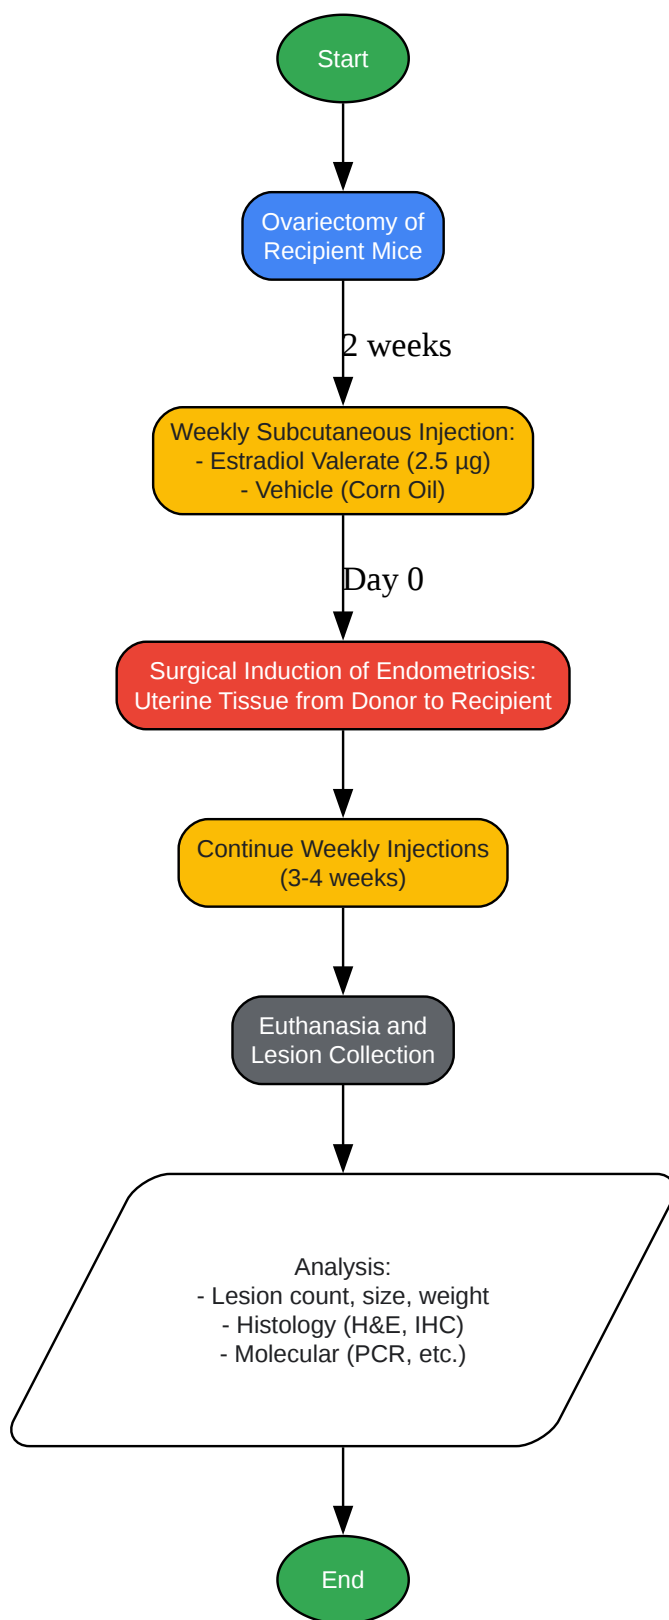 Start
Ovariectomy of
Recipient Mice
2 weeks
Weekly Subcutaneous Injection:
- Estradiol Valerate (2.5 µg)
- Vehicle (Corn Oil)
Day 0
Surgical Induction of Endometriosis:
Uterine Tissue from Donor to Recipient
Continue Weekly Injections
(3-4 weeks)
Euthanasia and
Lesion Collection
Analysis:
- Lesion count, size, weight
- Histology (H&E, IHC)
- Molecular (PCR, etc.)
End